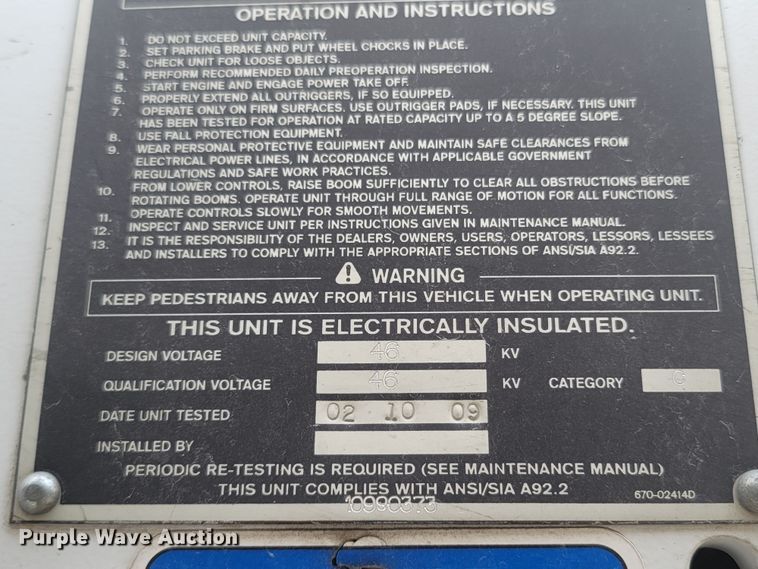 OPERATION AND INSTRUCTIONS
1. DO NOT EXCEED UNIT CAPACITY.
2. SET PARKING BRAKE AND PUT WHEEL CHOCKS IN PLACE.
3. CHECK UNIT FOR LOOSE OBJECTS.
4. PERFORM RECOMMENDED DAILY PREOPERATION INSPECTION.
5. START ENGINE AND ENGAGE POWER TAKE OFF.
6. PROPERLY EXTEND ALL OUTRIGGERS, IF SO EQUIPPED.
7. OPERATE ONLY ON FIRM SURFACES. USE OUTRIGGER PADS, IF NECESSARY. THIS UNIT
HAS BEEN TESTED FOR OPERATION AT RATED CAPACITY UP TO A 5 DEGREE SLOPE.
8. USE FALL PROTECTION EQUIPMENT.
9. WEAR PERSONAL PROTECTIVE EQUIPMENT AND MAINTAIN SAFE CLEARANCES FROM
ELECTRICAL POWER LINES, IN ACCORDANCE WITH APPLICABLE GOVERNMENT
REGULATIONS AND SAFE WORK PRACTICES.
10. FROM LOWER CONTROLS, RAISE BOOM SUFFICIENTLY TO CLEAR ALL OBSTRUCTIONS BEFORE
ROTATING BOOMS. OPERATE UNIT THROUGH FULL RANGE OF MOTION FOR ALL FUNCTIONS.
11. OPERATE CONTROLS SLOWLY FOR SMOOTH MOVEMENTS.
12. INSPECT AND SERVICE UNIT PER INSTRUCTIONS GIVEN IN MAINTENANCE MANUAL.
13. IT IS THE RESPONSIBILITY OF THE DEALERS, OWNERS, USERS, OPERATORS, LESSORS, LESSEES
AND INSTALLERS TO COMPLY WITH THE APPROPRIATE SECTIONS OF ANSI/SIA A92.2.
WARNING
KEEP PEDESTRIANS AWAY FROM THIS VEHICLE WHEN OPERATING UNIT.
THIS UNIT IS ELECTRICALLY INSULATED.
DESIGN VOLTAGE 46 KV
QUALIFICATION VOLTAGE 46 KV CATEGORY C
DATE UNIT TESTED 02 10 09
INSTALLED BY
PERIODIC RE-TESTING IS REQUIRED (SEE MAINTENANCE MANUAL)
THIS UNIT COMPLIES WITH ANSI/SIA A92.2 670-02414D
10990373
Purple Wave Auction